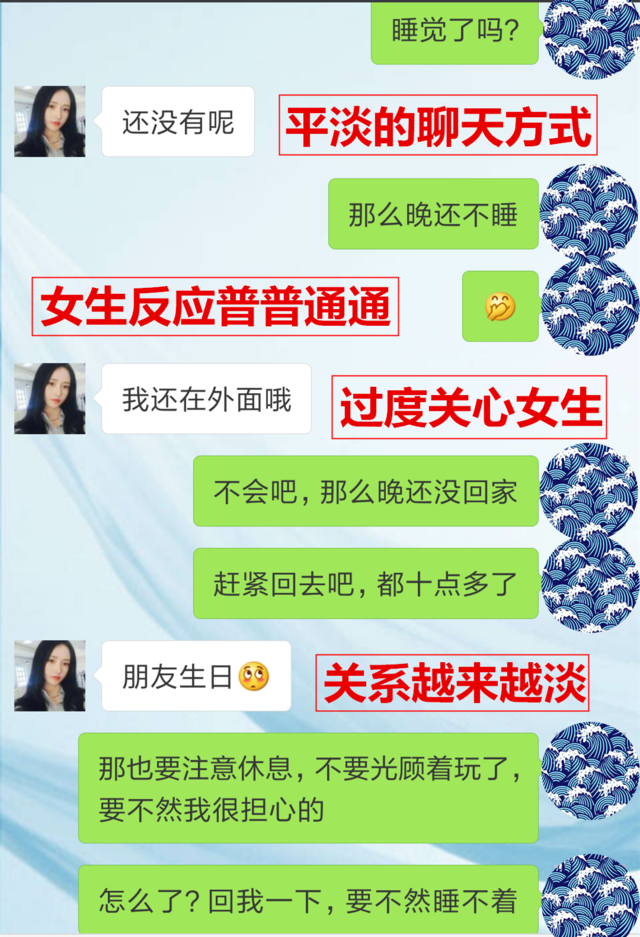 睡觉了吗?
还没有呢
平淡的聊天方式
那么晚还不睡
女生反应普普通通
我还在外面哦
过度关心女生
不会吧,那么晚还没回家
赶紧回去吧,都十点多了
朋友生日
关系越来越淡
那也要注意休息,不要光顾着玩了,
要不然我很担心的
怎么了?回我一下,要不然睡不着